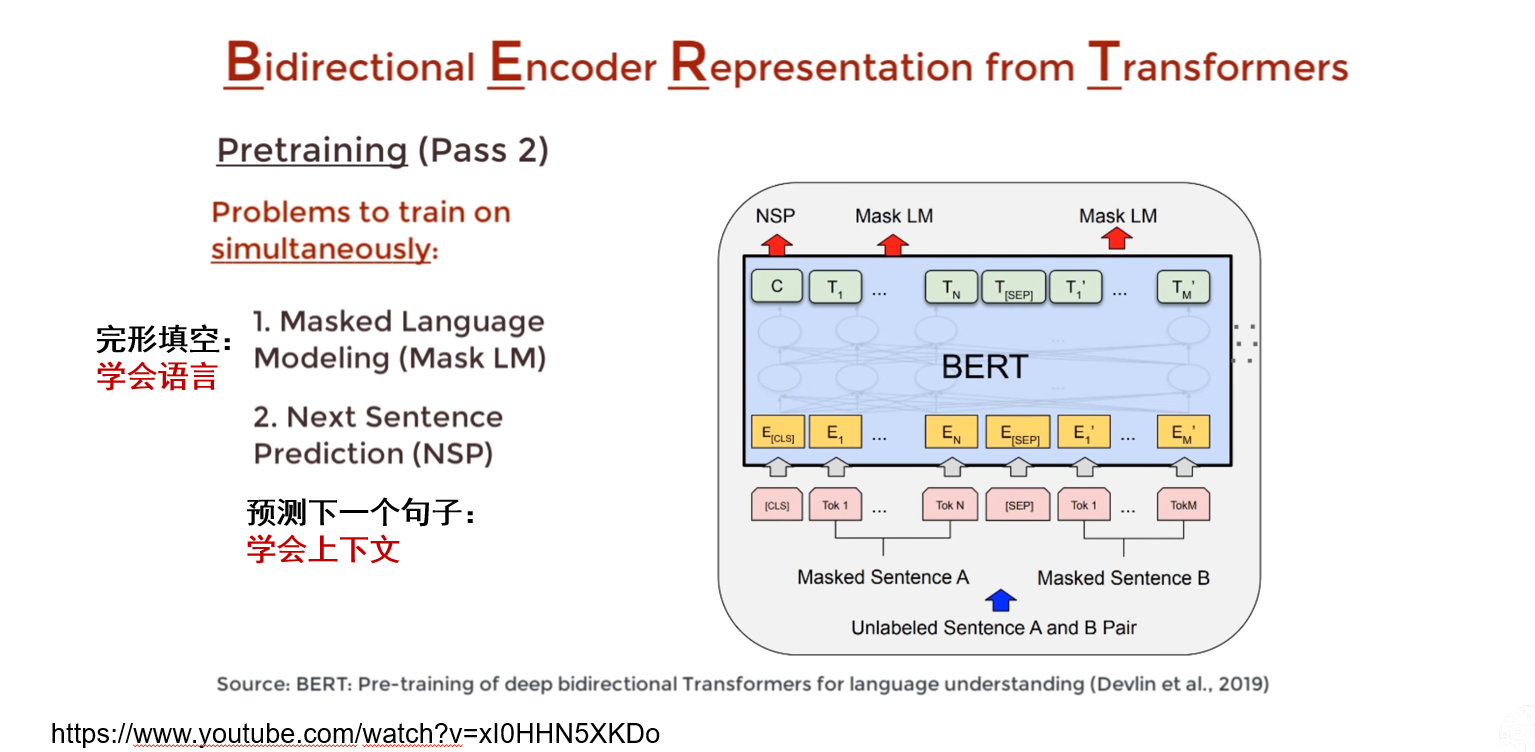 Bidirectional Encoder Representation from Transformers
Pretraining (Pass 2)
Problems to train on
simultaneously:
完形填空：
学会语言
1. Masked Language
Modeling (Mask LM)
2. Next Sentence
Prediction (NSP)
预测下一个句子：
学会上下文
NSP Mask LM Mask LM
C T1 ... TN T[SEP] T1' ... TM'
...
BERT
...
E[CLS] E1 ... EN E[SEP] E1' ... EM'
[CLS] Tok 1 ... Tok N [SEP] Tok 1 ... TokM
Masked Sentence A Masked Sentence B
Unlabeled Sentence A and B Pair
Source: BERT: Pre-training of deep bidirectional Transformers for language understanding (Devlin et al., 2019)
https://www.youtube.com/watch?v=xI0HHN5XKDo